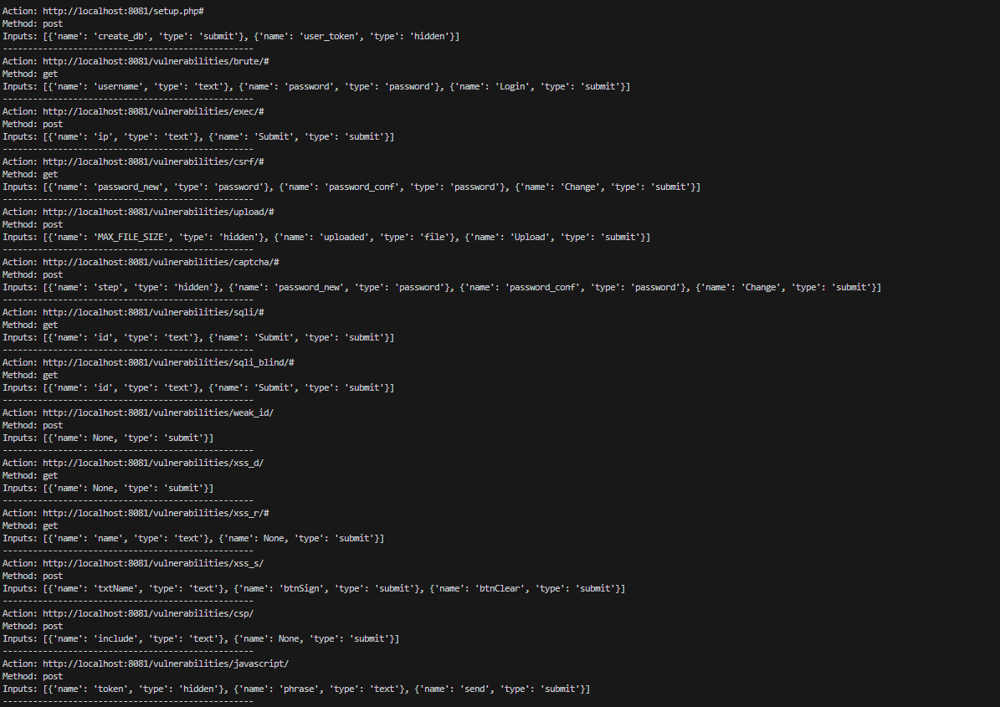 Action: http://localhost:8081/setup.php#
Method: post
Inputs: [{'name': 'create_db', 'type': 'submit'}, {'name': 'user_token', 'type': 'hidden'}]
--------------------------------------------------
Action: http://localhost:8081/vulnerabilities/brute/#
Method: get
Inputs: [{'name': 'username', 'type': 'text'}, {'name': 'password', 'type': 'password'}, {'name': 'Login', 'type': 'submit'}]
--------------------------------------------------
Action: http://localhost:8081/vulnerabilities/exec/#
Method: post
Inputs: [{'name': 'ip', 'type': 'text'}, {'name': 'Submit', 'type': 'submit'}]
--------------------------------------------------
Action: http://localhost:8081/vulnerabilities/csrf/#
Method: get
Inputs: [{'name': 'password_new', 'type': 'password'}, {'name': 'password_conf', 'type': 'password'}, {'name': 'Change', 'type': 'submit'}]
--------------------------------------------------
Action: http://localhost:8081/vulnerabilities/upload/#
Method: post
Inputs: [{'name': 'MAX_FILE_SIZE', 'type': 'hidden'}, {'name': 'uploaded', 'type': 'file'}, {'name': 'Upload', 'type': 'submit'}]
--------------------------------------------------
Action: http://localhost:8081/vulnerabilities/captcha/#
Method: post
Inputs: [{'name': 'step', 'type': 'hidden'}, {'name': 'password_new', 'type': 'password'}, {'name': 'password_conf', 'type': 'password'}, {'name': 'Change', 'type': 'submit'}]
--------------------------------------------------
Action: http://localhost:8081/vulnerabilities/sqli/#
Method: get
Inputs: [{'name': 'id', 'type': 'text'}, {'name': 'Submit', 'type': 'submit'}]
--------------------------------------------------
Action: http://localhost:8081/vulnerabilities/sqli_blind/#
Method: get
Inputs: [{'name': 'id', 'type': 'text'}, {'name': 'Submit', 'type': 'submit'}]
--------------------------------------------------
Action: http://localhost:8081/vulnerabilities/weak_id/
Method: post
Inputs: [{'name': None, 'type': 'submit'}]
--------------------------------------------------
Action: http://localhost:8081/vulnerabilities/xss_d/
Method: get
Inputs: [{'name': None, 'type': 'submit'}]
--------------------------------------------------
Action: http://localhost:8081/vulnerabilities/xss_r/#
Method: get
Inputs: [{'name': 'name', 'type': 'text'}, {'name': None, 'type': 'submit'}]
--------------------------------------------------
Action: http://localhost:8081/vulnerabilities/xss_s/
Method: post
Inputs: [{'name': 'txtName', 'type': 'text'}, {'name': 'btnSign', 'type': 'submit'}, {'name': 'btnClear', 'type': 'submit'}]
--------------------------------------------------
Action: http://localhost:8081/vulnerabilities/csp/
Method: post
Inputs: [{'name': 'include', 'type': 'text'}, {'name': None, 'type': 'submit'}]
--------------------------------------------------
Action: http://localhost:8081/vulnerabilities/javascript/
Method: post
Inputs: [{'name': 'token', 'type': 'hidden'}, {'name': 'phrase', 'type': 'text'}, {'name': 'send', 'type': 'submit'}]
--------------------------------------------------